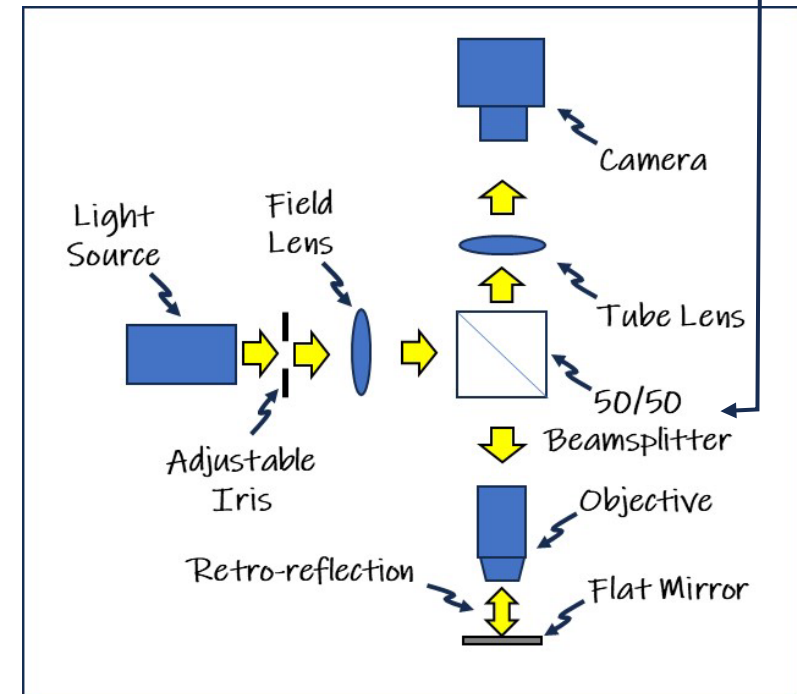 Camera
Light
Source
Field
Lens
Tube Lens
50/50
Beamsplitter
Adjustable
Iris
Objective
Retro-reflection
Flat Mirror